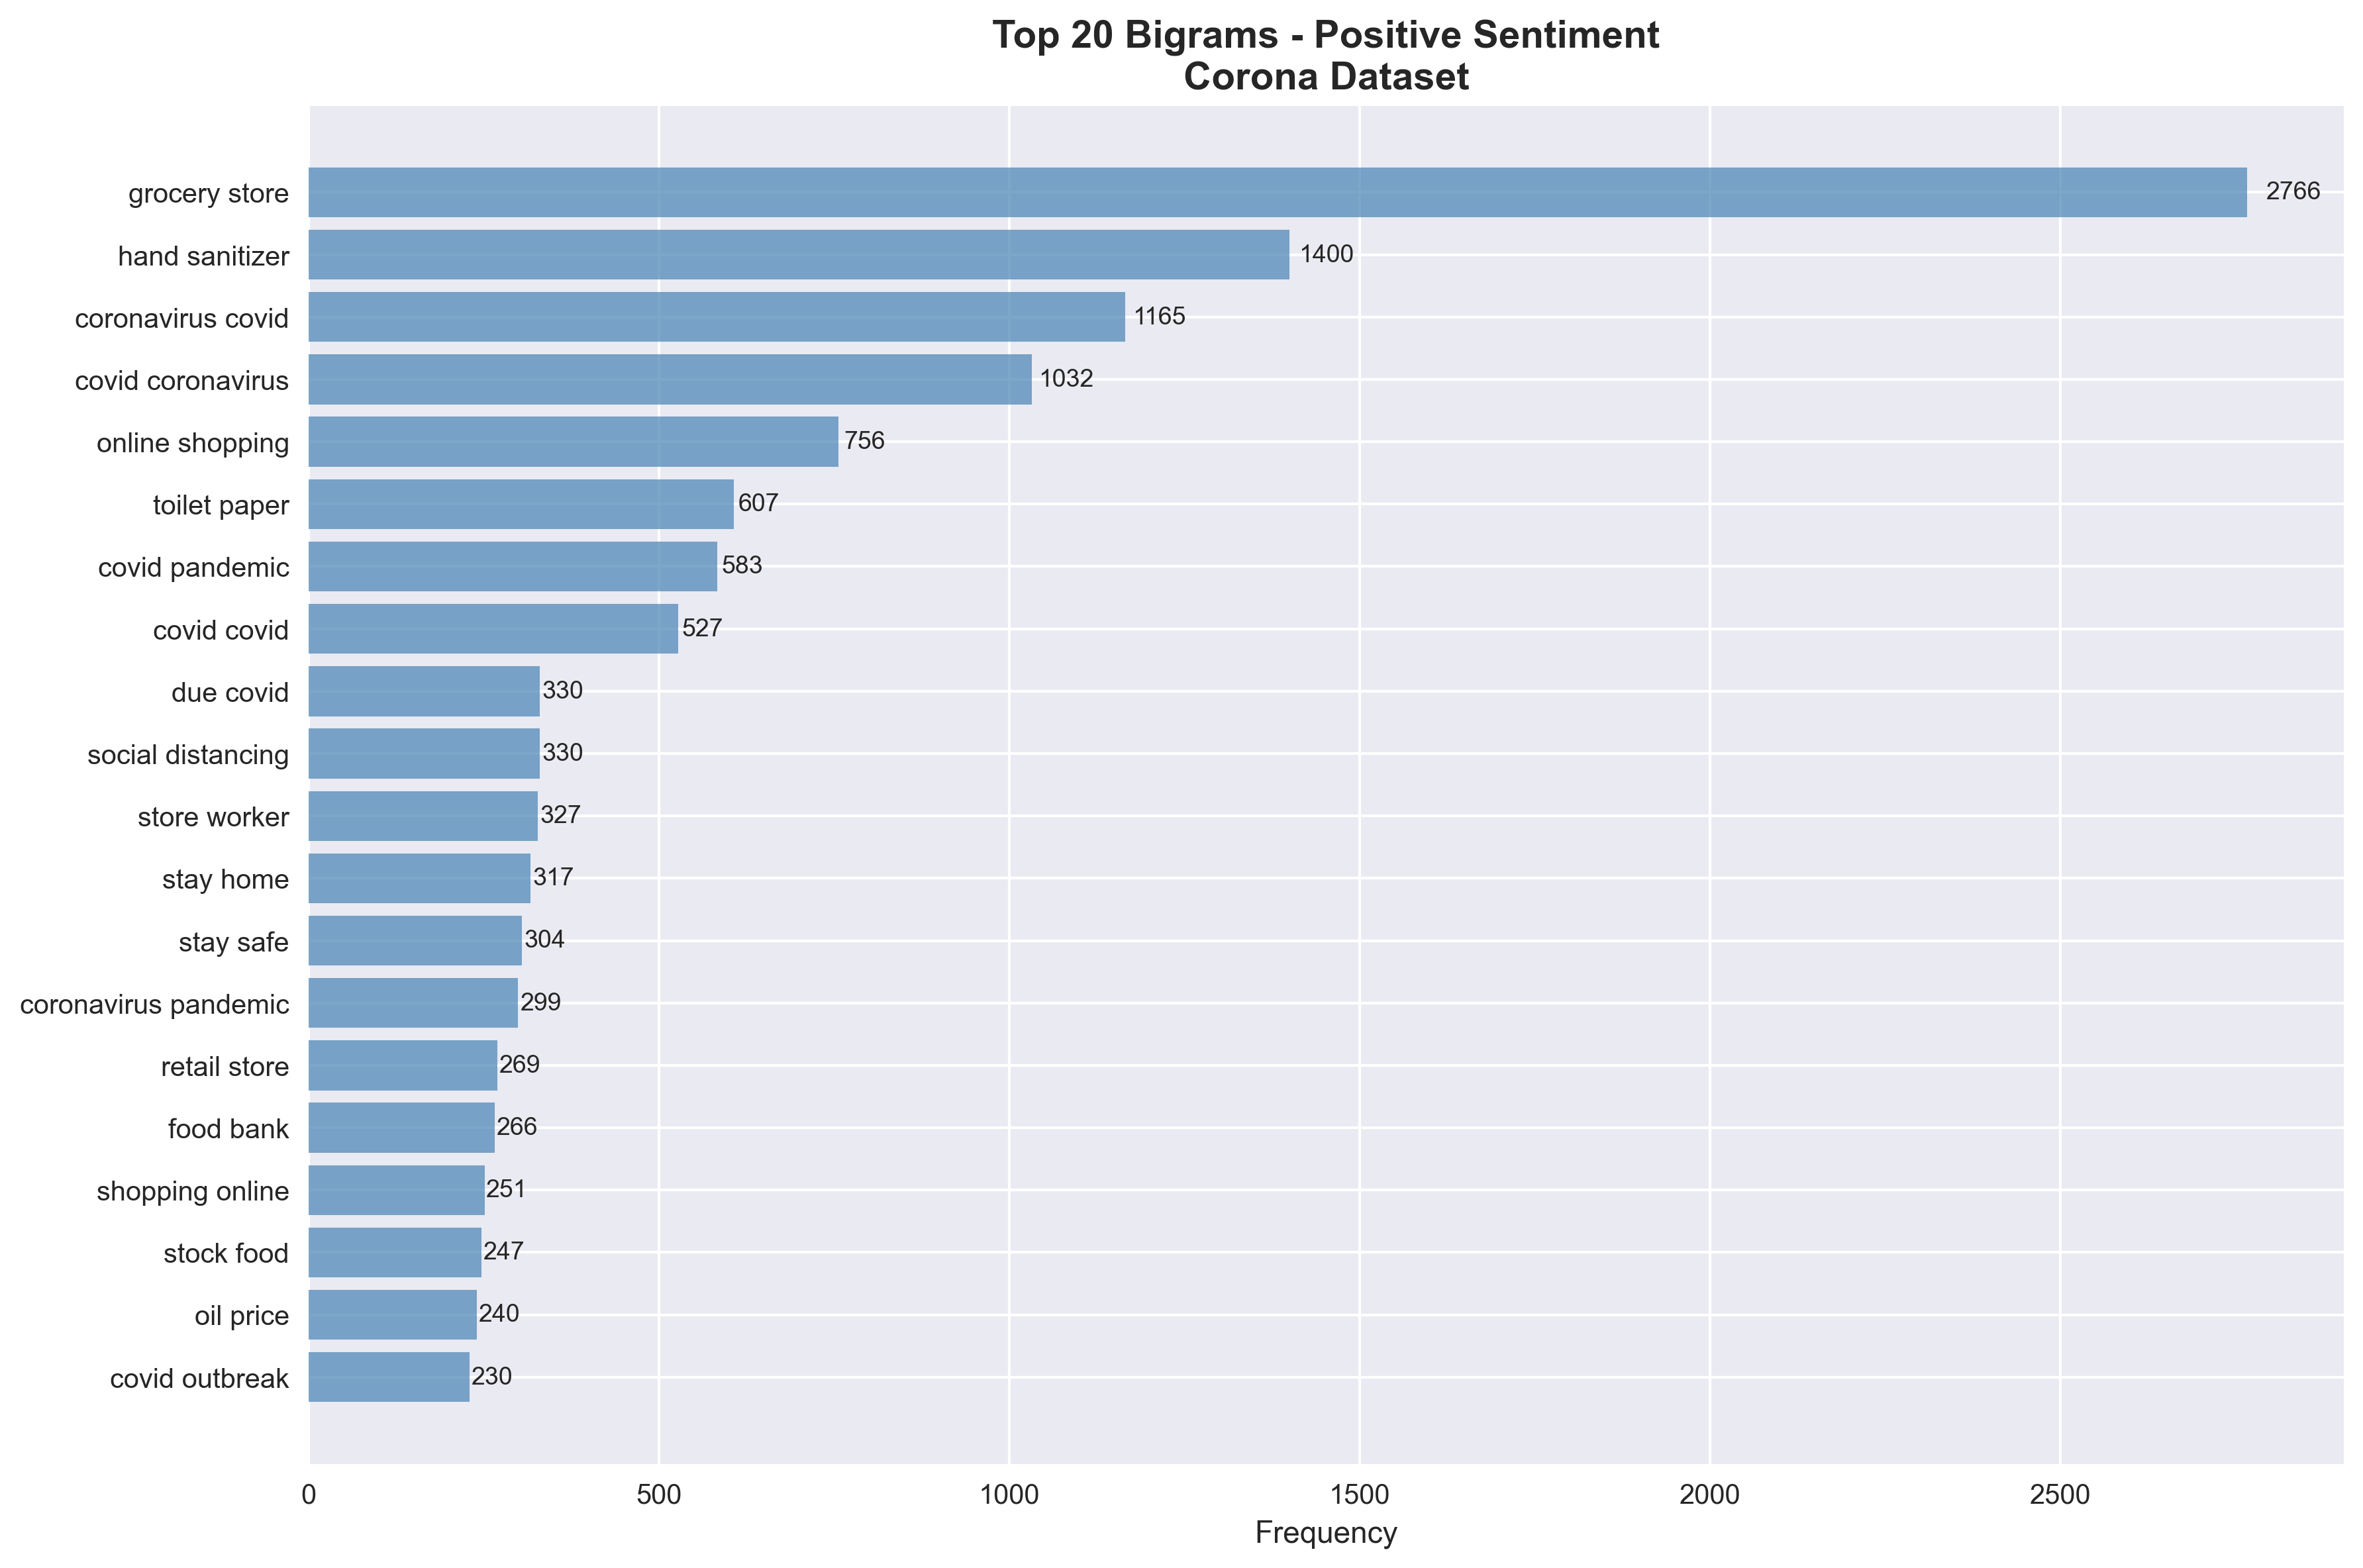 Top 20 Bigrams - Positive Sentiment
Corona Dataset
grocery store 2766
hand sanitizer 1400
coronavirus covid 1165
covid coronavirus 1032
online shopping 756
toilet paper 607
covid pandemic 583
covid covid 527
due covid 330
social distancing 330
store worker 327
stay home 317
stay safe 304
coronavirus pandemic 299
retail store 269
food bank 266
shopping online 251
stock food 247
oil price 240
covid outbreak 230
0 500 1000 1500 2000 2500
Frequency